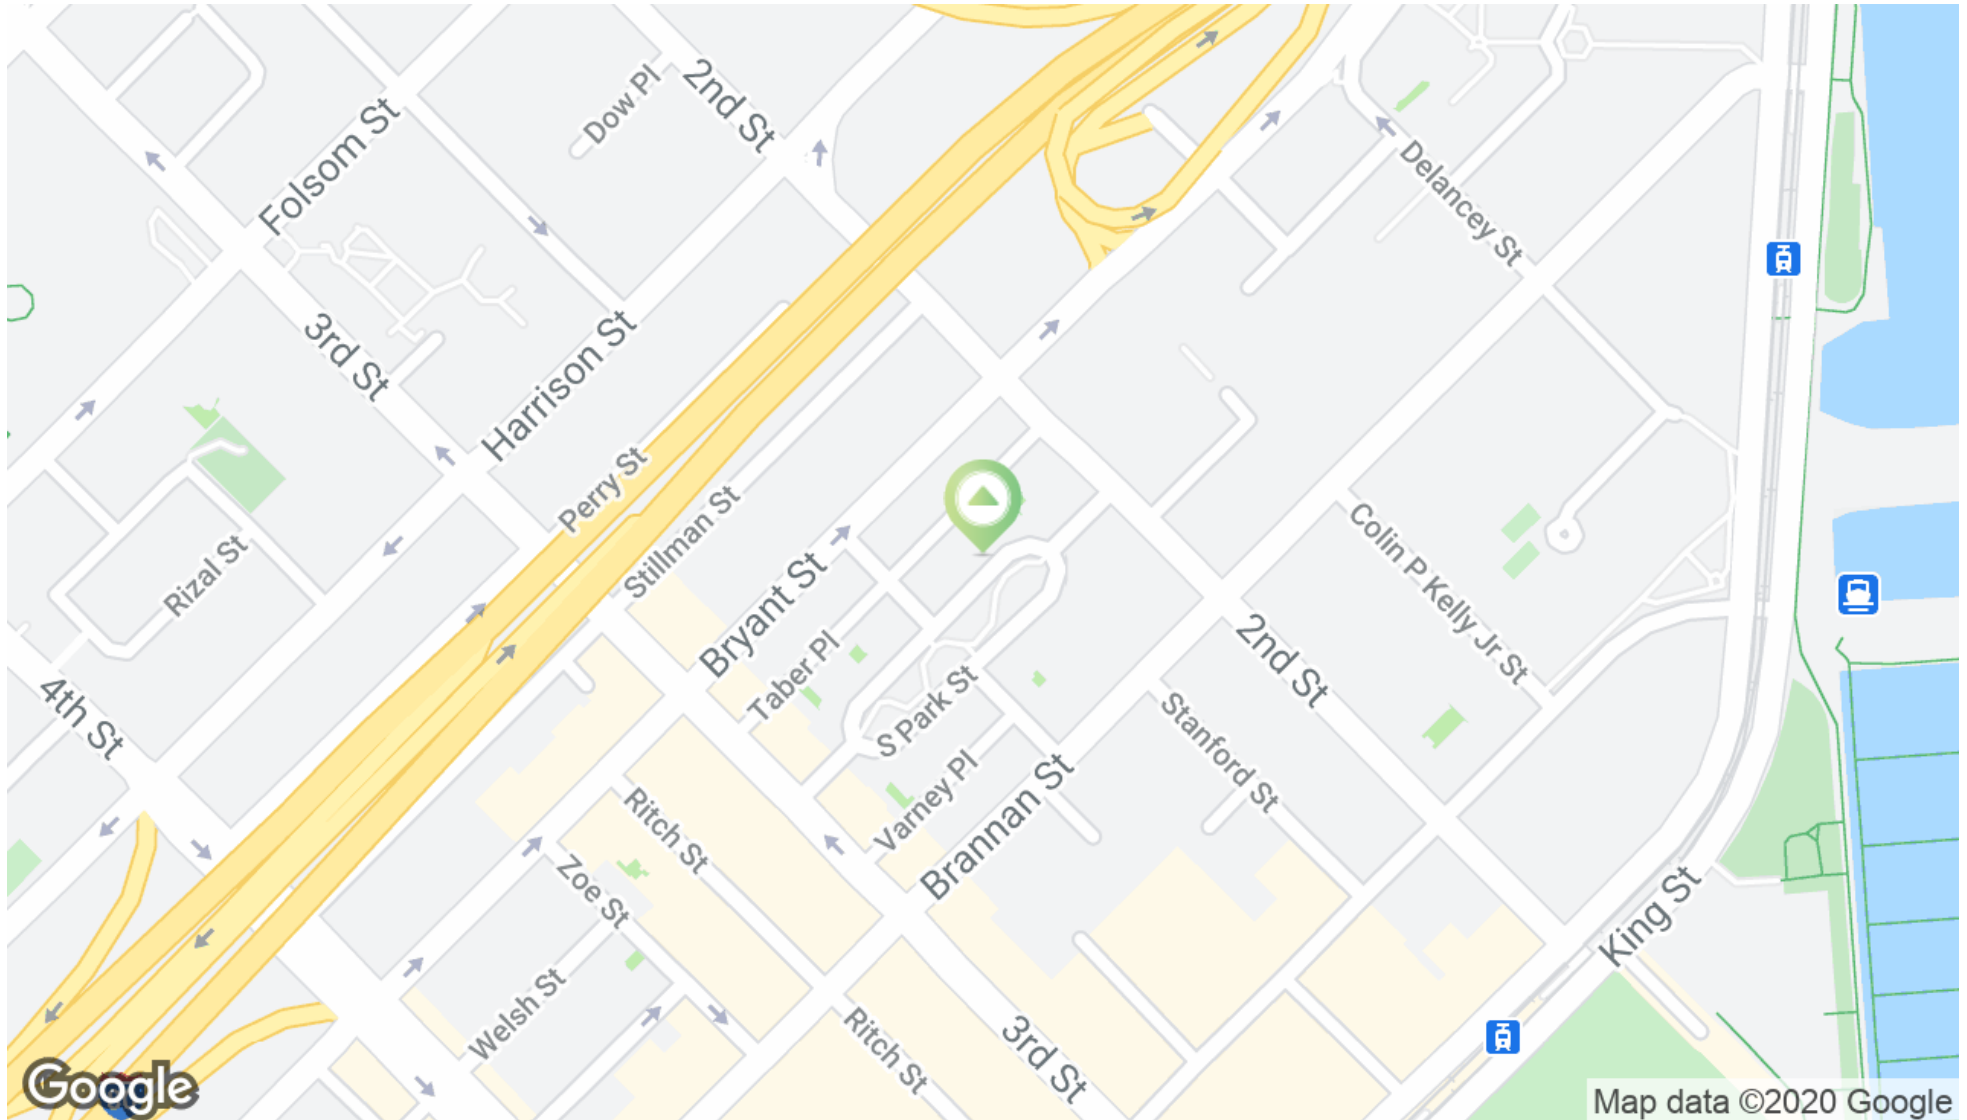 Dow Pl
2nd St
Folsom St
Delancey St
3rd St
Harrison St
Perry St
Stillman St
Rizal St
Bryant St
Colin P Kelly Jr St
Taber Pl
2nd St
4th St
S Park St
Stanford St
Varney Pl
Brannan St
Ritch St
Zoe St
King St
Welsh St
Ritch St
3rd St
Google
Map data ©2020 Google